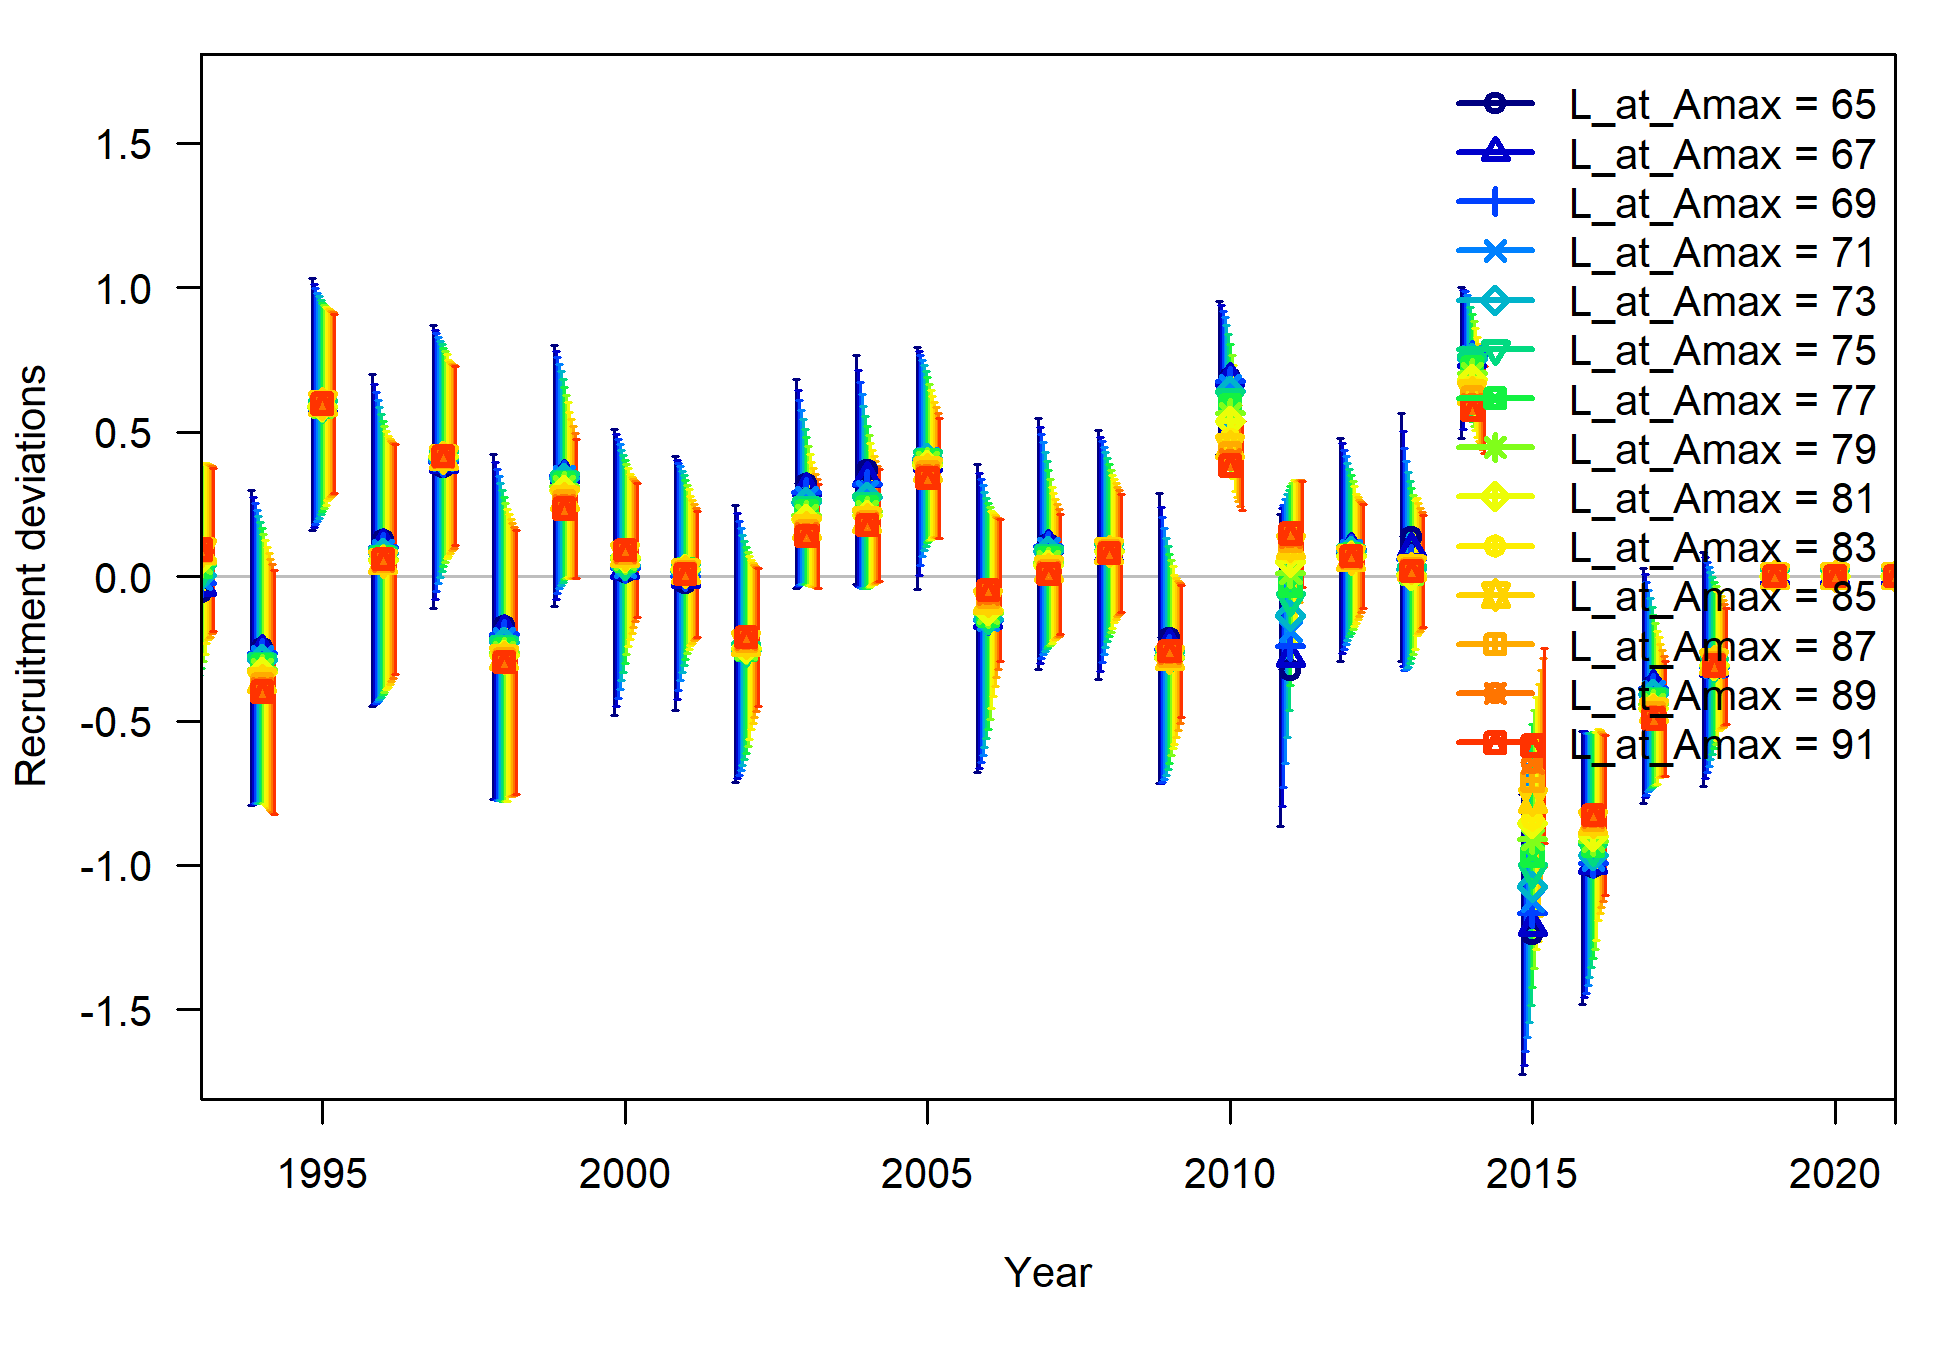 L_at_Amax = 65
L_at_Amax = 67
L_at_Amax = 69
L_at_Amax = 71
L_at_Amax = 73
L_at_Amax = 75
L_at_Amax = 77
L_at_Amax = 79
L_at_Amax = 81
L_at_Amax = 83
L_at_Amax = 85
L_at_Amax = 87
L_at_Amax = 89
L_at_Amax = 91
Recruitment deviations
1.5
1.0
0.5
0.0
-0.5
-1.0
-1.5
1995 2000 2005 2010 2015 2020
Year